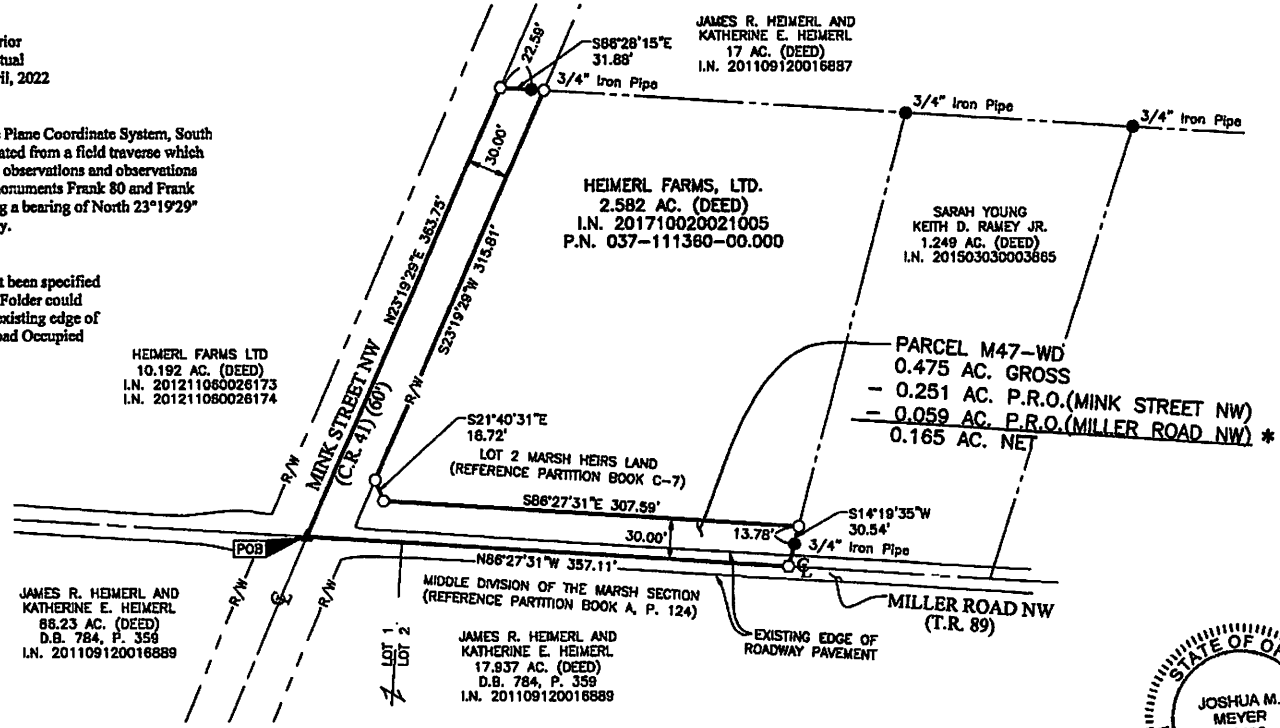 rior
tual
il, 2022
Plane Coordinate System, South
ated from a field traverse which
observations and observations
onuments Frank 80 and Frank
g a bearing of North 23°19'29"
y.
t been specified
Folder could
xisting edge of
oad Occupied
JAMES R. HEIMERL AND
KATHERINE E. HEIMERL
17 AC. (DEED)
I.N. 201109120016887
S86°28'15"E
31.88'
22.59'
3/4" Iron Pipe
3/4" Iron Pipe
3/4" Iron Pipe
30.00'
HEIMERL FARMS, LTD.
2.582 AC. (DEED)
I.N. 201710020021005
P.N. 037-111360-00.000
SARAH YOUNG
KEITH D. RAMEY JR.
1.249 AC. (DEED)
I.N. 201503030003865
N23°19'29"E 363.75'
S23°19'29"W 315.81'
R/W
MINK STREET NW
(C.R. 41) (60')
R/W
HEIMERL FARMS LTD
10.192 AC. (DEED)
I.N. 201211060026173
I.N. 201211060026174
PARCEL M47-WD
0.475 AC. GROSS
- 0.251 AC. P.R.O.(MINK STREET NW)
- 0.059 AC. P.R.O.(MILLER ROAD NW) *
0.165 AC. NET
S21°40'31"E
18.72'
LOT 2 MARSH HEIRS LAND
(REFERENCE PARTITION BOOK C-7)
S86°27'31"E 307.59'
S14°19'35"W
30.54'
13.78'
3/4" Iron Pipe
30.00'
POB
N86°27'31"W 357.11'
CL
MIDDLE DIVISION OF THE MARSH SECTION
(REFERENCE PARTITION BOOK A, P. 124)
MILLER ROAD NW
(T.R. 89)
EXISTING EDGE OF
ROADWAY PAVEMENT
JAMES R. HEIMERL AND
KATHERINE E. HEIMERL
88.23 AC. (DEED)
D.B. 784, P. 359
I.N. 201109120016889
R/W
CL
R/W
LOT 1
LOT 2
JAMES R. HEIMERL AND
KATHERINE E. HEIMERL
17.937 AC. (DEED)
D.B. 784, P. 359
I.N. 201109120016889
STATE OF O
JOSHUA M.
MEYER